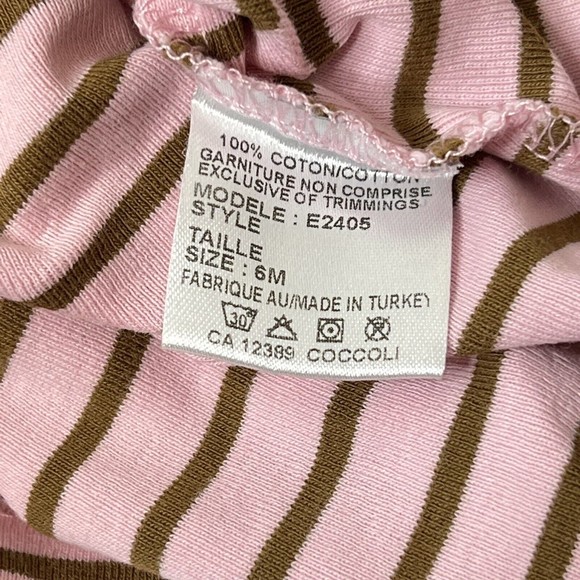 100% COTON/COTTON
GARNITURE NON COMPRISE
EXCLUSIVE OF TRIMMINGS
MODELE : E2405
STYLE
TAILLE
SIZE : 6M
FABRIQUE AU/MADE IN TURKEY
30°
CA 12399 COCCOLI